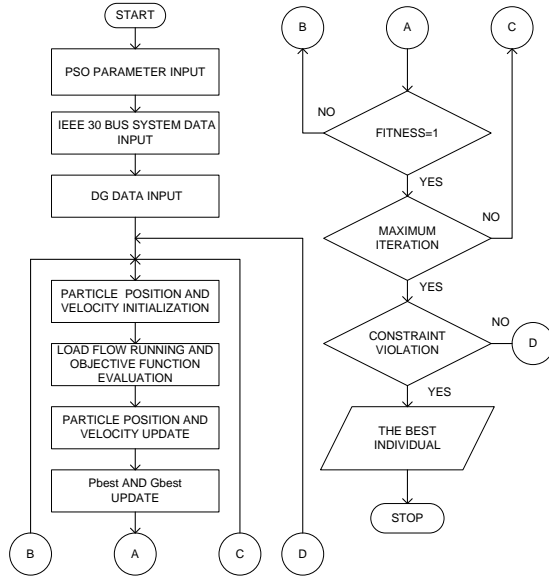 START
PSO PARAMETER INPUT
IEEE 30 BUS SYSTEM DATA
INPUT
DG DATA INPUT
PARTICLE POSITION AND
VELOCITY INITIALIZATION
LOAD FLOW RUNNING AND
OBJECTIVE FUNCTION
EVALUATION
PARTICLE POSITION AND
VELOCITY UPDATE
Pbest AND Gbest
UPDATE
B
A
C
D
B
A
C
NO
FITNESS=1
YES
NO
MAXIMUM
ITERATION
YES
NO
CONSTRAINT
VIOLATION
D
YES
THE BEST
INDIVIDUAL
STOP